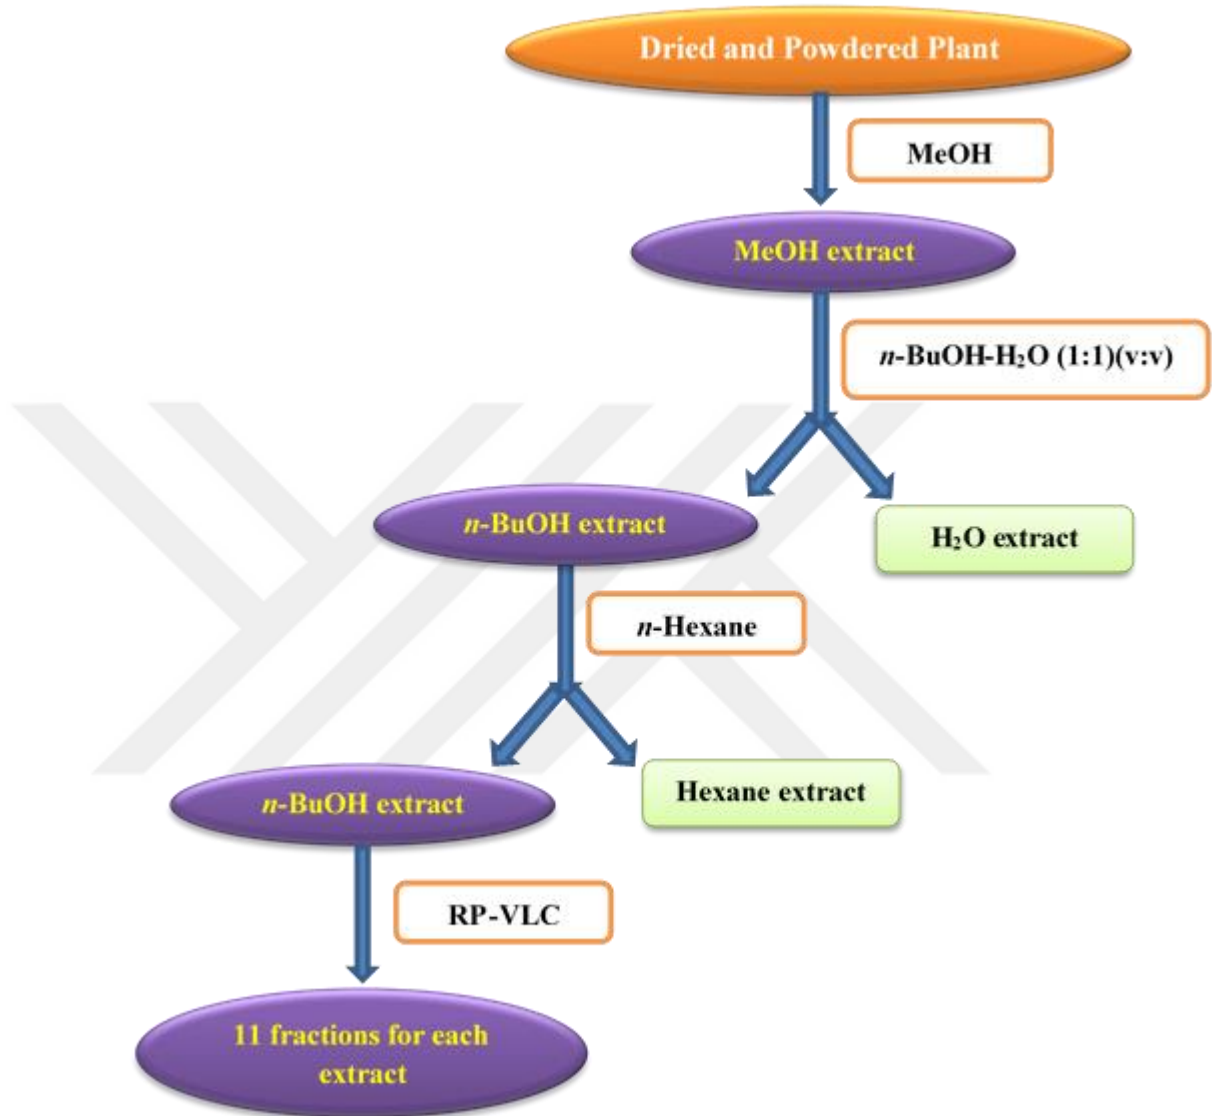 Dried and Powdered Plant
MeOH
MeOH extract
n-BuOH-H₂O (1:1)(v:v)
n-BuOH extract
H₂O extract
n-Hexane
n-BuOH extract
Hexane extract
RP-VLC
11 fractions for each
extract